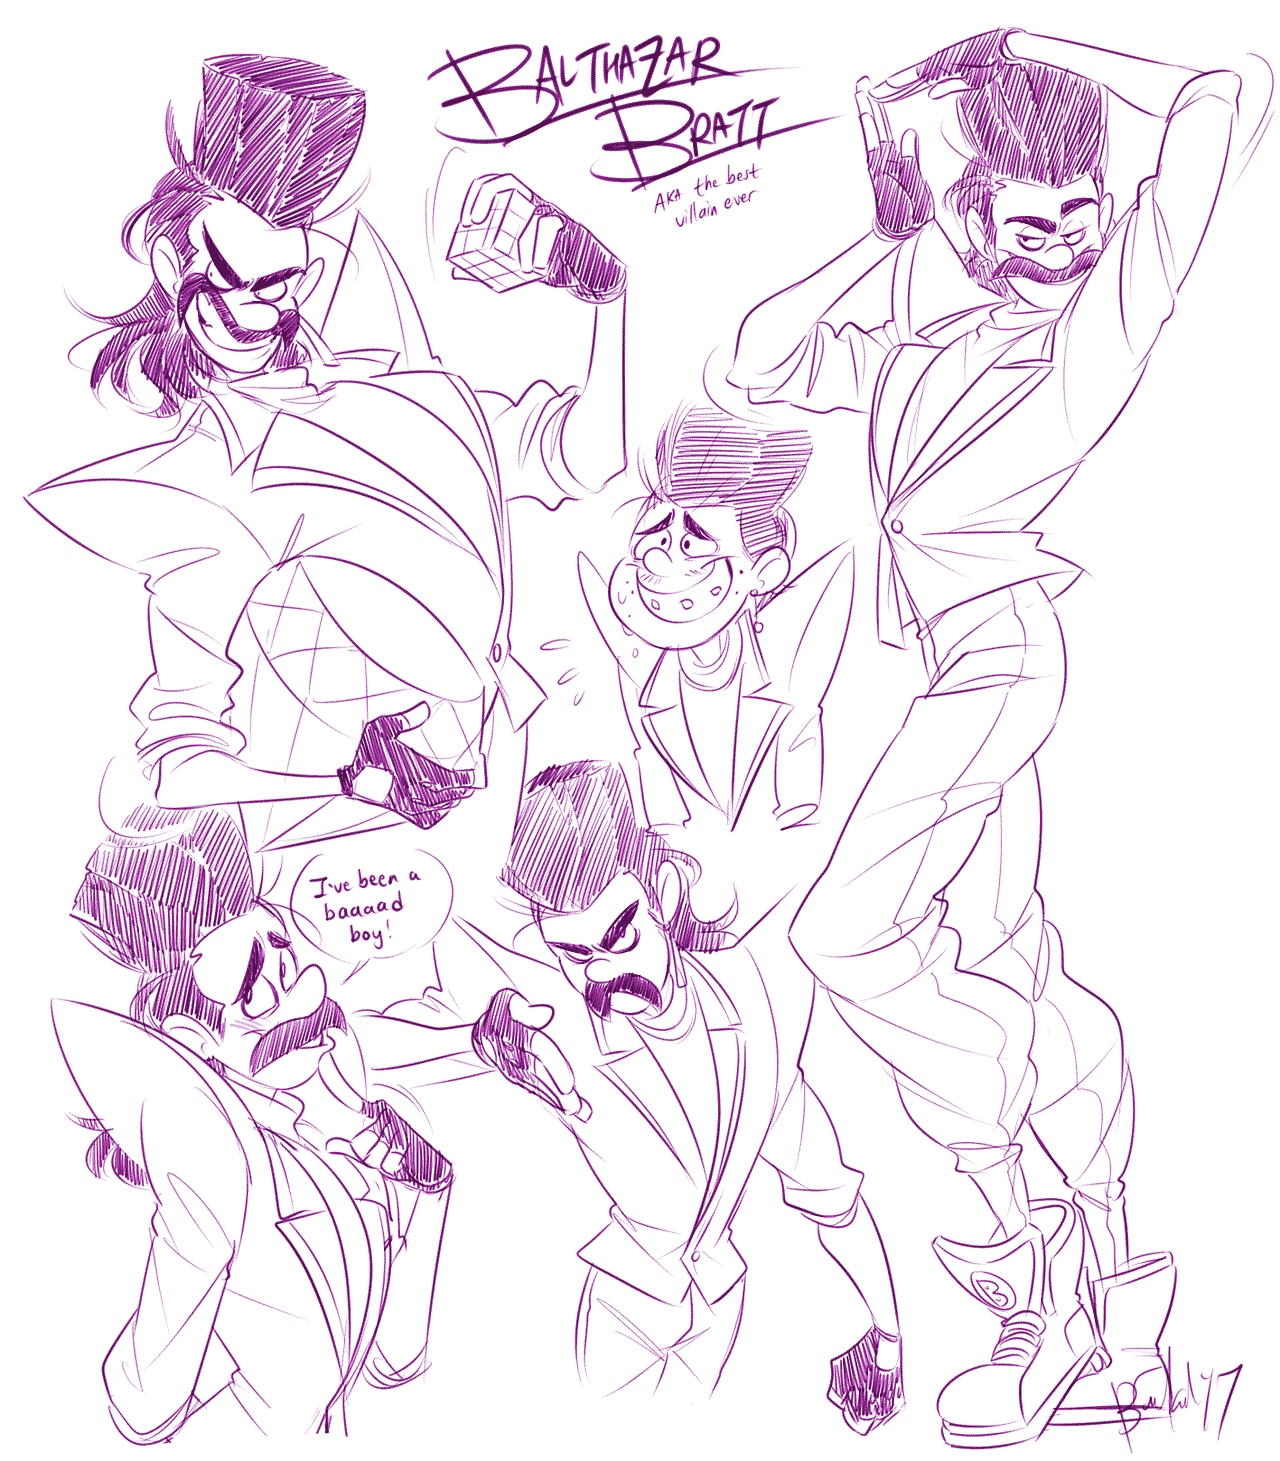 BALTHAZAR
BRATT
AKA the best
villain ever
I've been a
baaaad
boy!
B